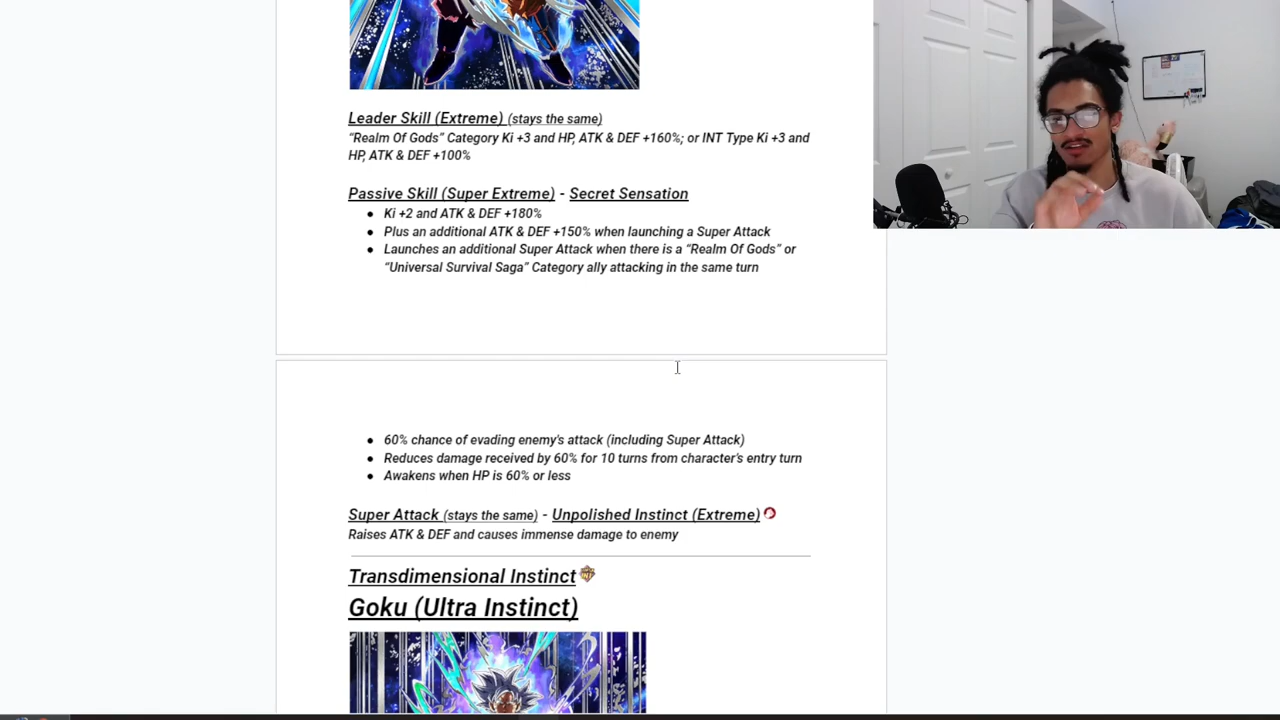 Leader Skill (Extreme) (stays the same)
“Realm Of Gods” Category Ki +3 and HP, ATK & DEF +160%; or INT Type Ki +3 and
HP, ATK & DEF +100%
Passive Skill (Super Extreme) - Secret Sensation
● Ki +2 and ATK & DEF +180%
● Plus an additional ATK & DEF +150% when launching a Super Attack
● Launches an additional Super Attack when there is a “Realm Of Gods” or
“Universal Survival Saga” Category ally attacking in the same turn
● 60% chance of evading enemy's attack (including Super Attack)
● Reduces damage received by 60% for 10 turns from character's entry turn
● Awakens when HP is 60% or less
Super Attack (stays the same) - Unpolished Instinct (Extreme)
Raises ATK & DEF and causes immense damage to enemy
Transdimensional Instinct
Goku (Ultra Instinct)